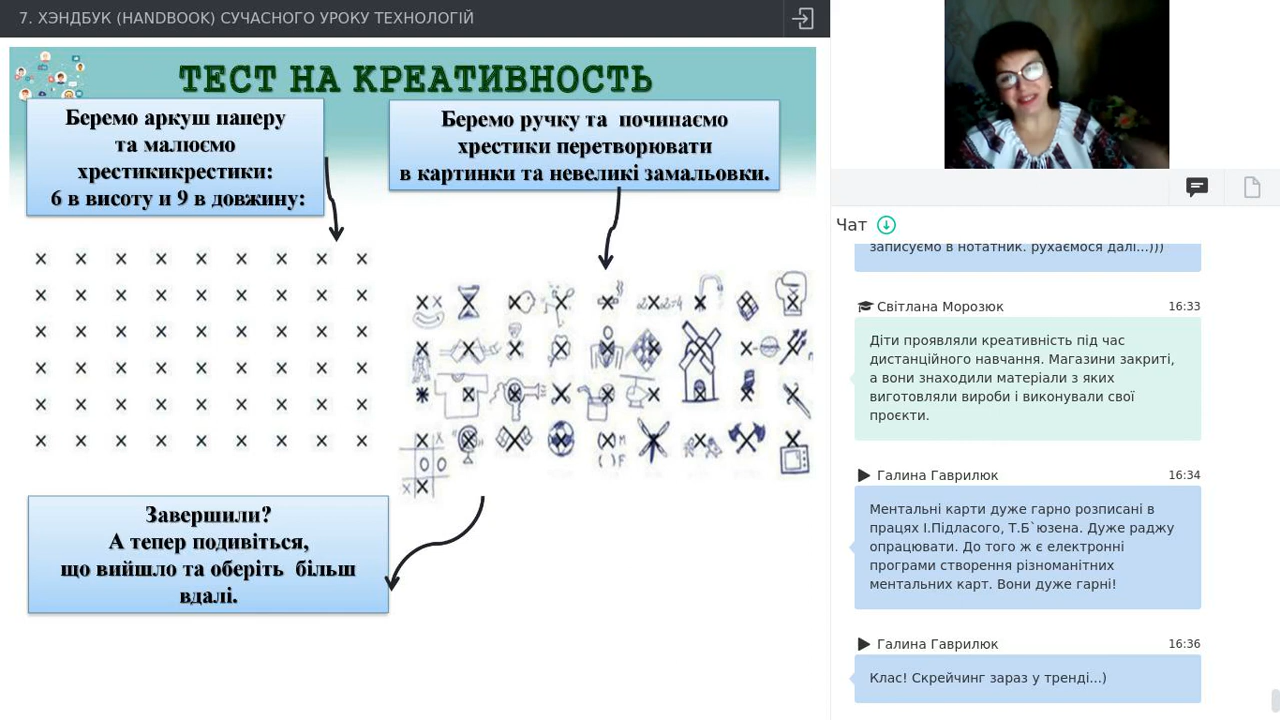 7. ХЭНДБУК (HANDBOOK) СУЧАСНОГО УРОКУ ТЕХНОЛОГІЙ
ТЕСТ НА КРЕАТИВНОСТЬ
Беремо аркуш паперу
та малюємо
хрестикикрестики:
6 в висоту и 9 в довжину:
Беремо ручку та починаємо
хрестики перетворювати
в картинки та невеликі замальовки.
Завершили?
А тепер подивіться,
що вийшло та оберіть більш
вдалі.
Чат
записуємо в нотатник. рухаємося далі...)))
Світлана Морозюк 16:33
Діти проявляли креативність під час
дистанційного навчання. Магазини закриті,
а вони знаходили матеріали з яких
виготовляли вироби і виконували свої
проєкти.
Галина Гаврилюк 16:34
Ментальні карти дуже гарно розписані в
працях І.Підласого, Т.Б`юзена. Дуже раджу
опрацювати. До того ж є електронні
програми створення різноманітних
ментальних карт. Вони дуже гарні!
Галина Гаврилюк 16:36
Клас! Скрейчинг зараз у тренді...)